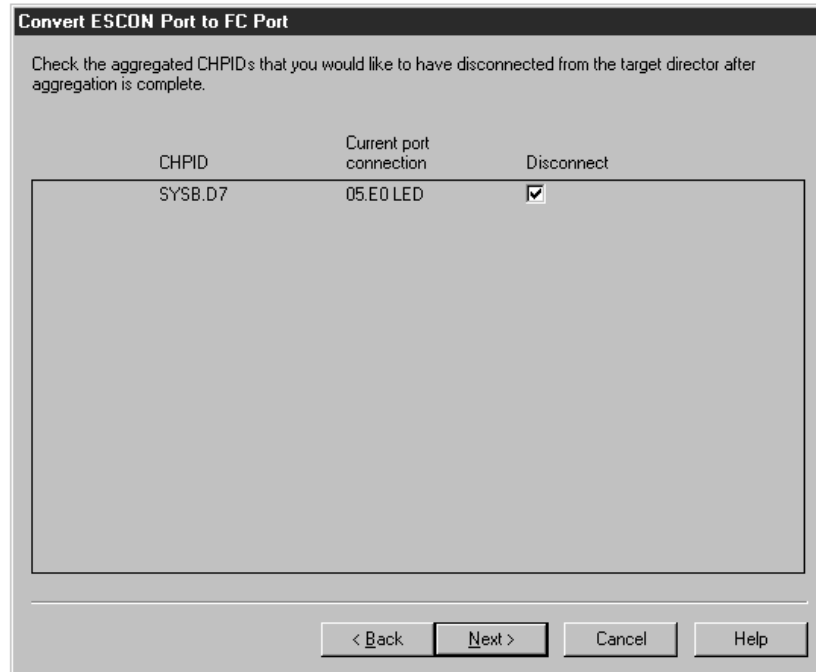 Convert ESCON Port to FC Port
Check the aggregated CHPIDs that you would like to have disconnected from the target director after
aggregation is complete.
Current port
CHPID connection Disconnect
SYSB.D7 05.E0 LED
< Back Next > Cancel Help